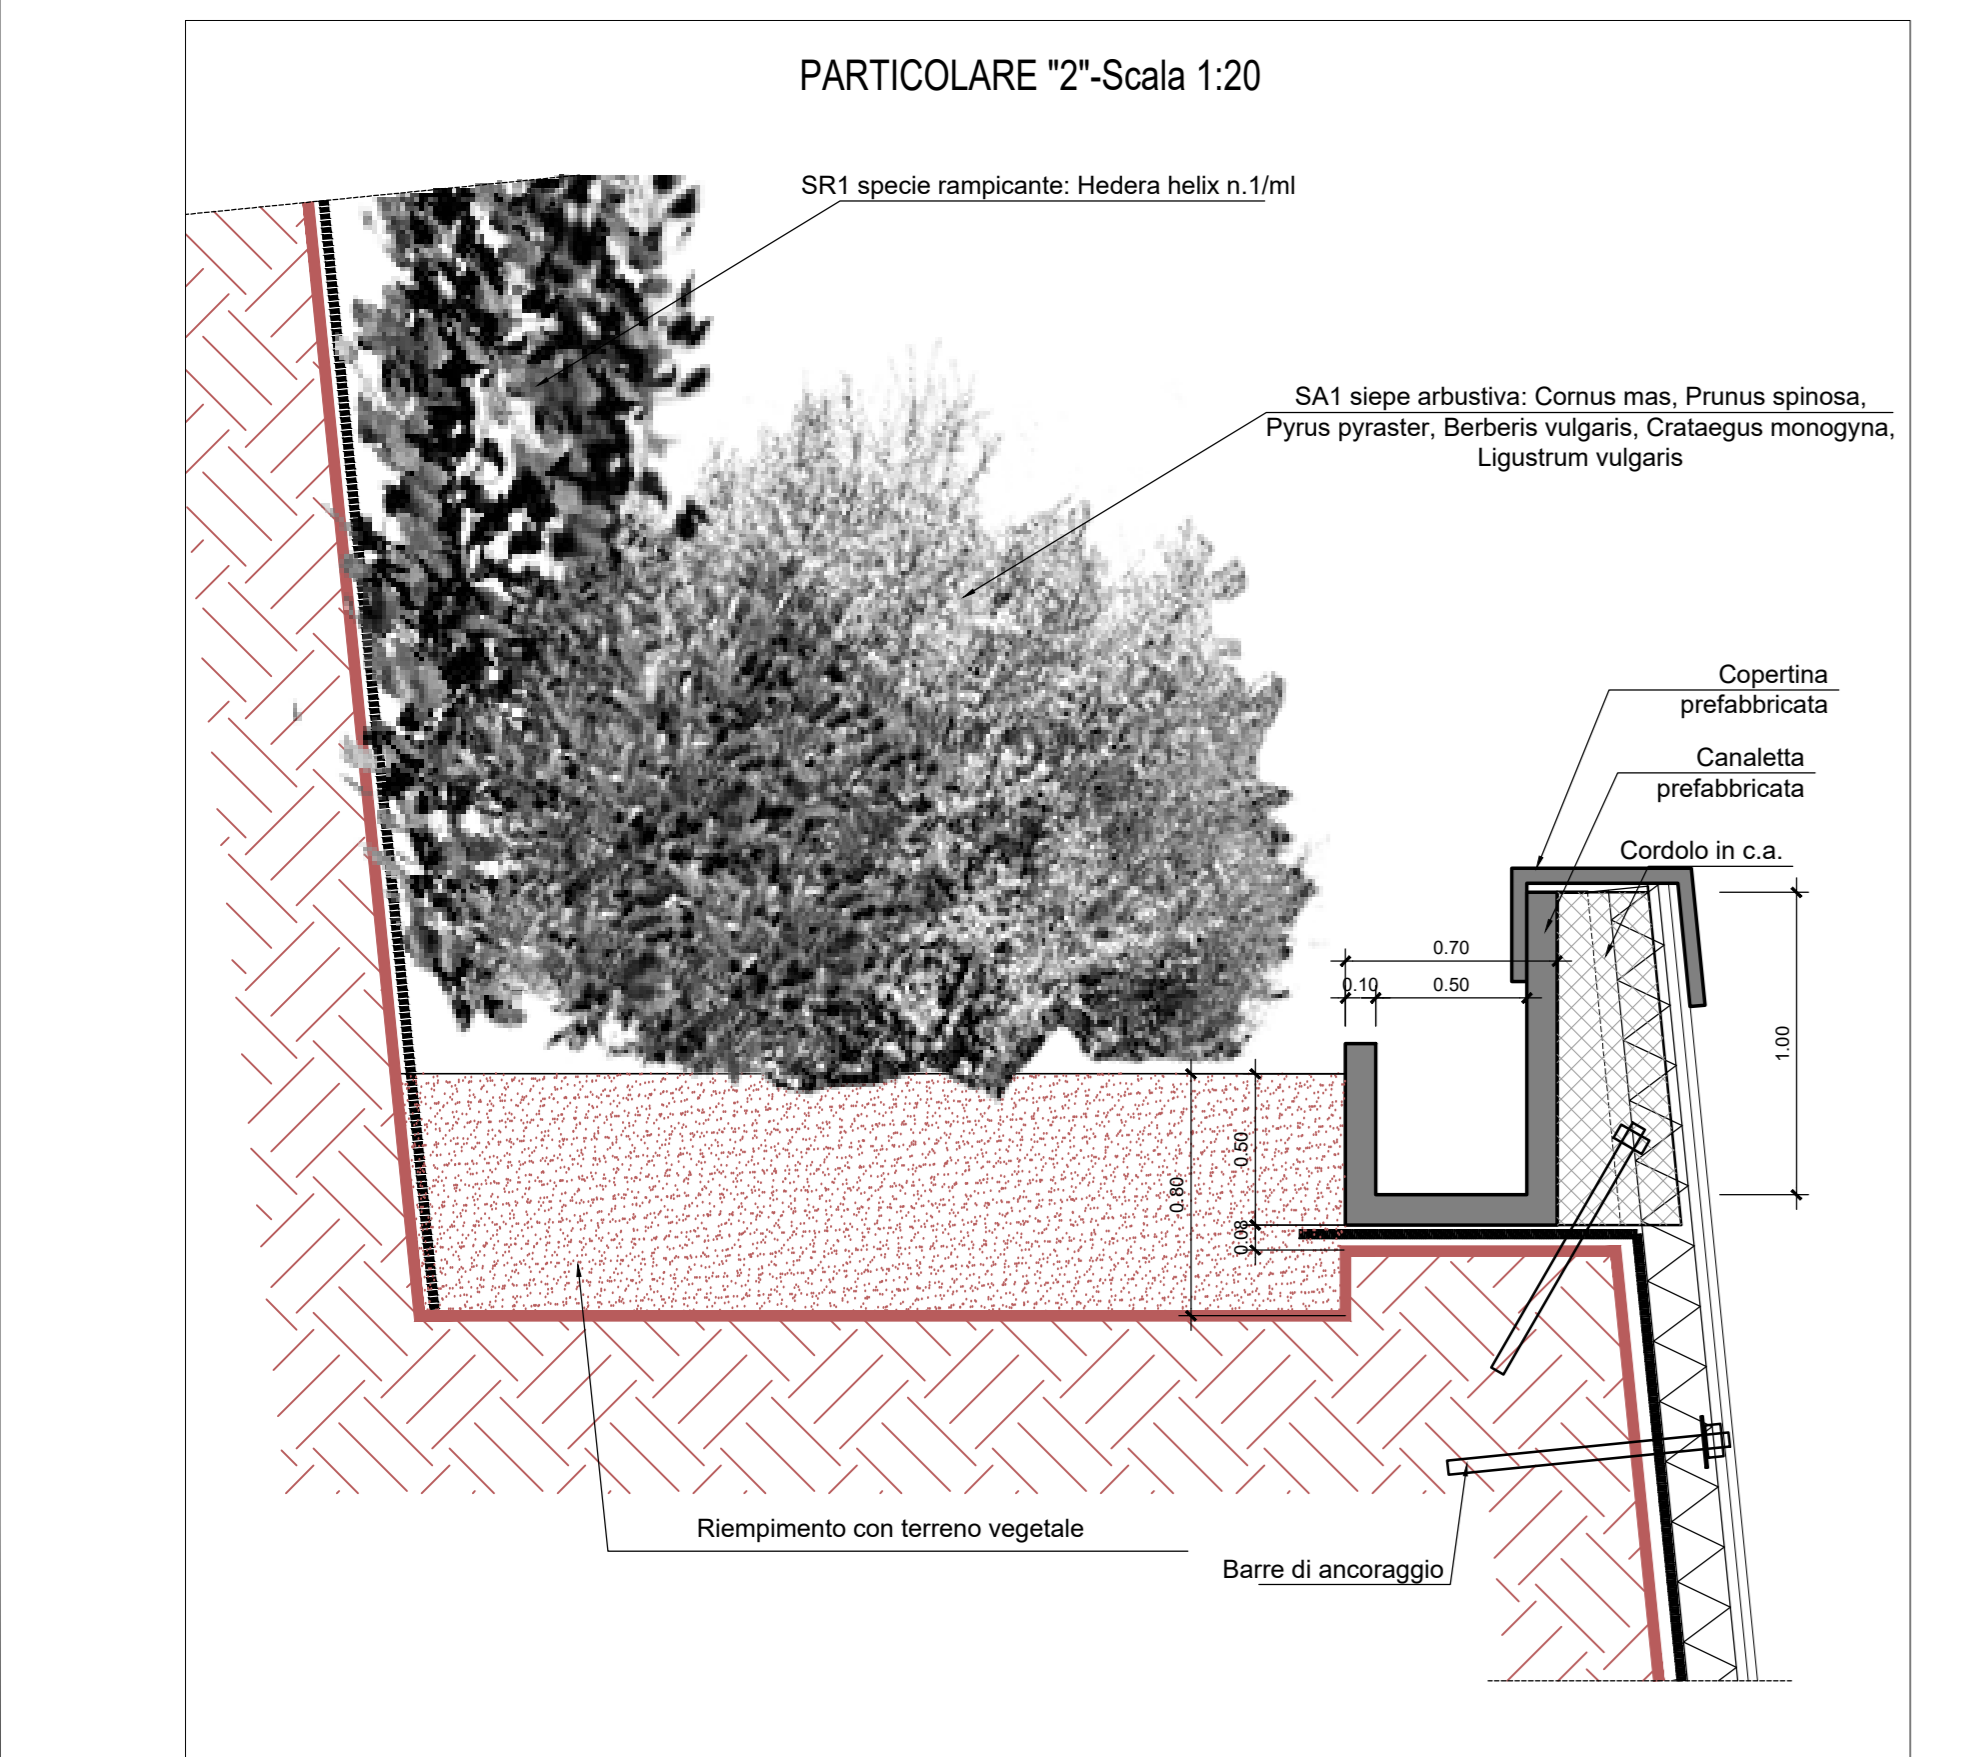 PARTICOLARE "2"-Scala 1:20
SR1 specie rampicante: Hedera helix n.1/ml
SA1 siepe arbustiva: Cornus mas, Prunus spinosa,
Pyrus pyraster, Berberis vulgaris, Crataegus monogyna,
Ligustrum vulgaris
Copertina
prefabbricata
Canaletta
prefabbricata
Cordolo in c.a.
0.70
0.10
0.50
1.00
0.50
0.80
0.08
Riempimento con terreno vegetale
Barre di ancoraggio